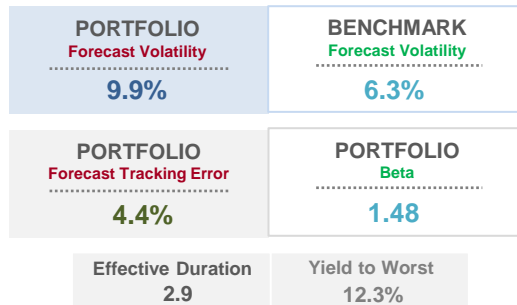 PORTFOLIO
Forecast Volatility
9.9%
BENCHMARK
Forecast Volatility
6.3%
PORTFOLIO
Forecast Tracking Error
4.4%
PORTFOLIO
Beta
1.48
Effective Duration
2.9
Yield to Worst
12.3%